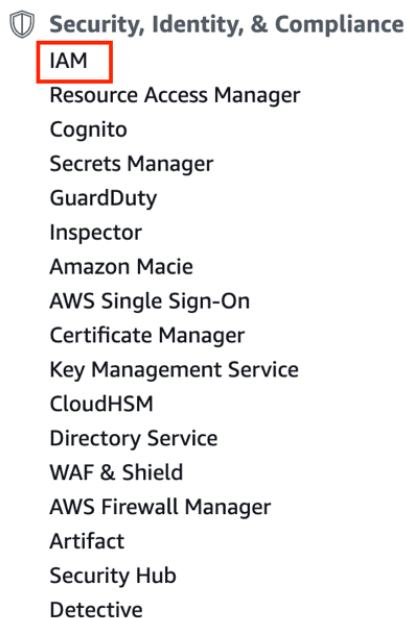 Security, Identity, & Compliance
IAM
Resource Access Manager
Cognito
Secrets Manager
GuardDuty
Inspector
Amazon Macie
AWS Single Sign-On
Certificate Manager
Key Management Service
CloudHSM
Directory Service
WAF & Shield
AWS Firewall Manager
Artifact
Security Hub
Detective